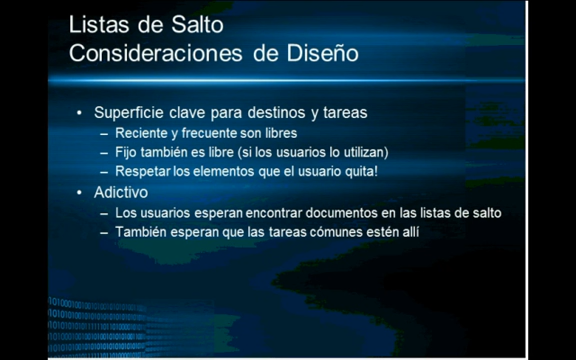 Listas de Salto
Consideraciones de Diseño
• Superficie clave para destinos y tareas
– Reciente y frecuente son libres
– Fijo también es libre (si los usuarios lo utilizan)
– Respetar los elementos que el usuario quita!
• Adictivo
– Los usuarios esperan encontrar documentos en las listas de salto
– También esperan que las tareas cómunes estén allí